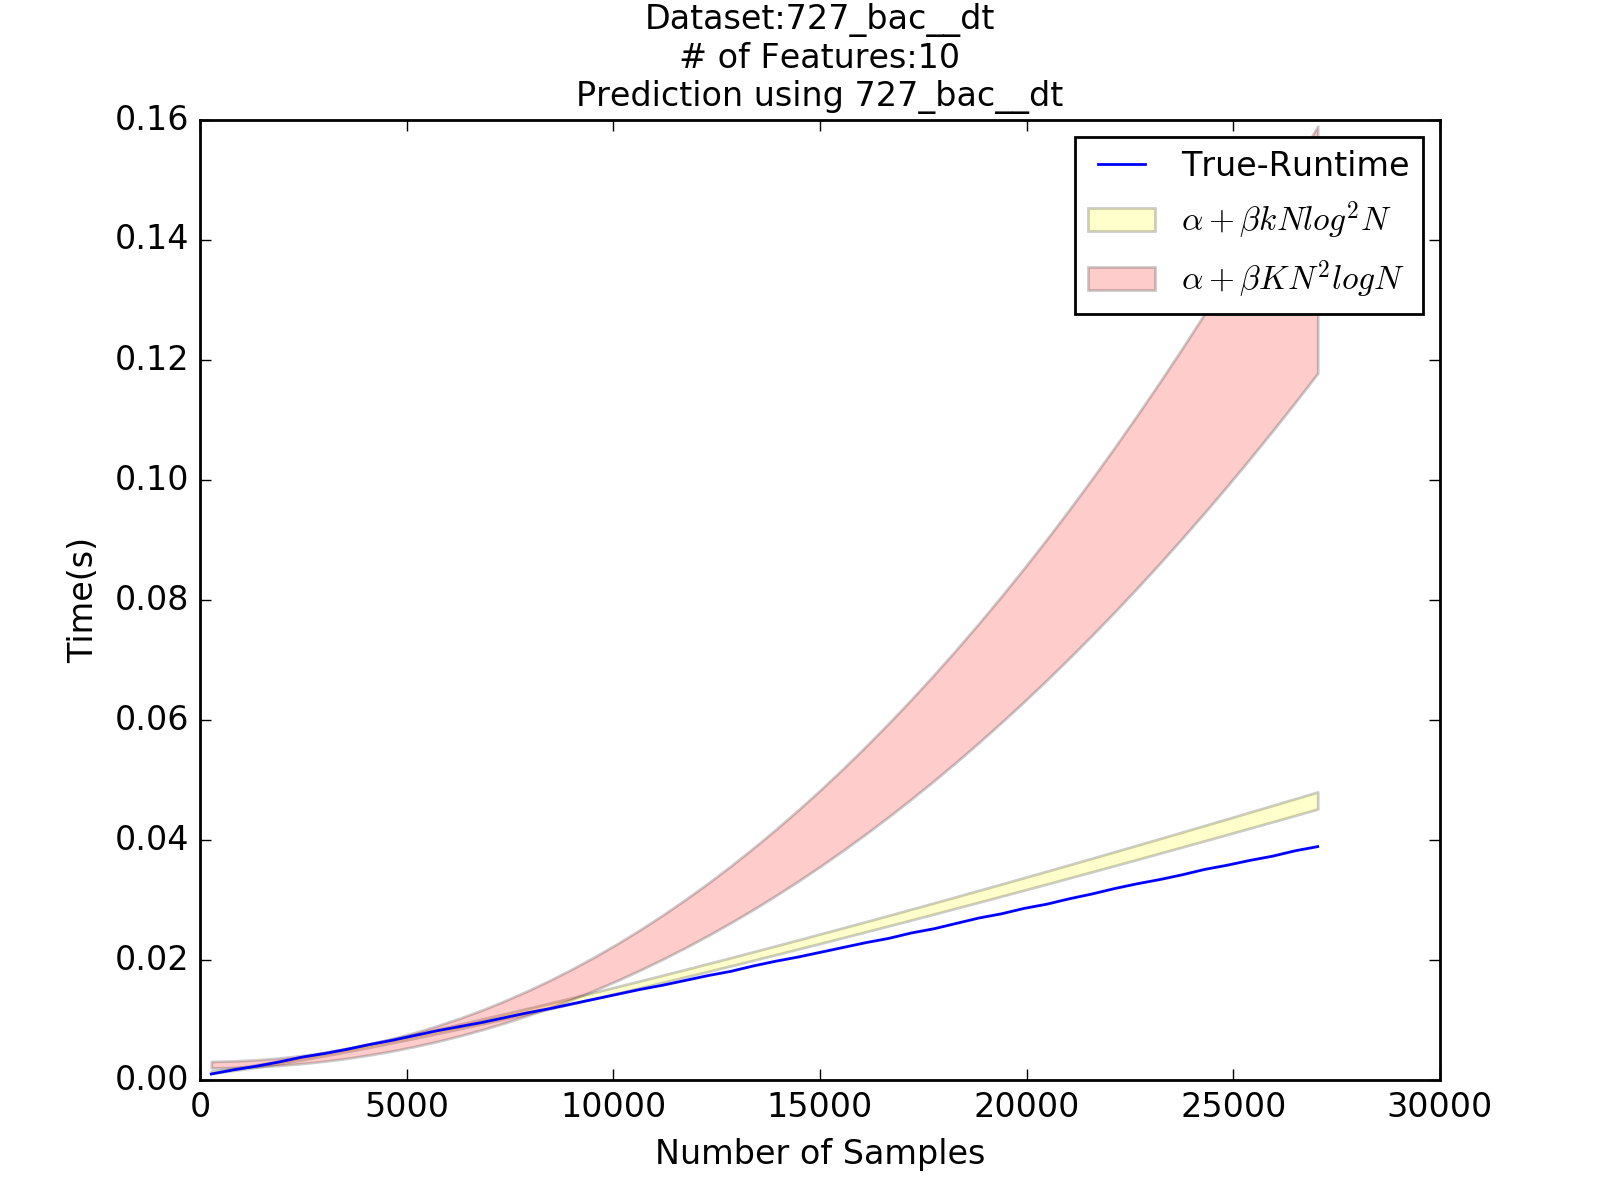 Dataset:727_bac__dt
# of Features:10
Prediction using 727_bac__dt
0.16
0.14
0.12
0.10
0.08
0.06
0.04
0.02
0.00
Time(s)
True-Runtime
α + βkNlog²N
α + βKN²logN
0 5000 10000 15000 20000 25000 30000
Number of Samples